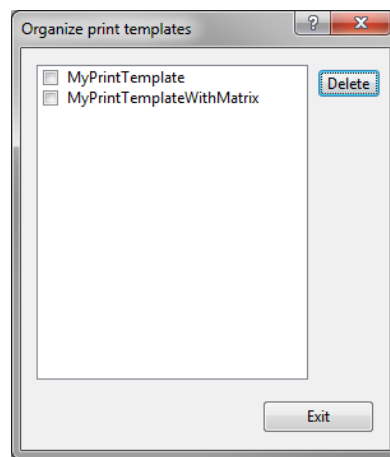 Organize print templates
?
X
MyPrintTemplate
Delete
MyPrintTemplateWithMatrix
Exit